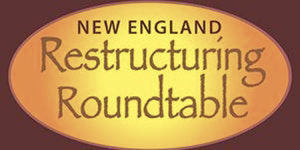 NEW ENGLAND
Restructuring
Roundtable